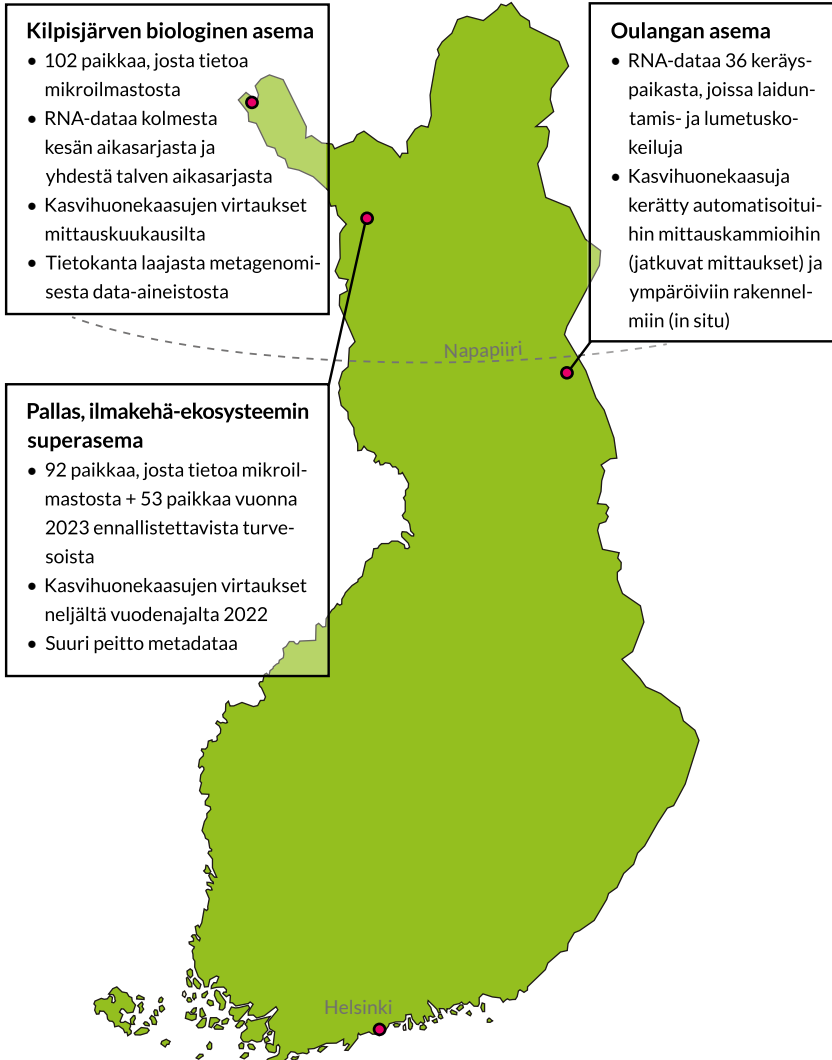 Kilpisjärven biologinen asema
• 102 paikkaa, josta tietoa
mikroilmastosta
• RNA-dataa kolmesta
kesän aikasarjasta ja
yhdestä talven aikasarjasta
• Kasvihuonekaasujen virtaukset
mittauskuukausilta
• Tietokanta laajasta metagenomi-
sesta data-aineistosta
Oulangan asema
• RNA-dataa 36 keräys-
paikasta, joissa laidun-
tamis- ja lumetusko-
keiluja
• Kasvihuonekaasuja
kerätty automatisoitui-
hin mittauskammioihin
(jatkuvat mittaukset) ja
ympäröiviin rakennel-
miin (in situ)
Napapiiri
Pallas, ilmakehä-ekosysteemin
superasema
• 92 paikkaa, josta tietoa mikroil-
mastosta + 53 paikkaa vuonna
2023 ennallistettavista turve-
soista
• Kasvihuonekaasujen virtaukset
neljältä vuodenajalta 2022
• Suuri peitto metadataa
Helsinki